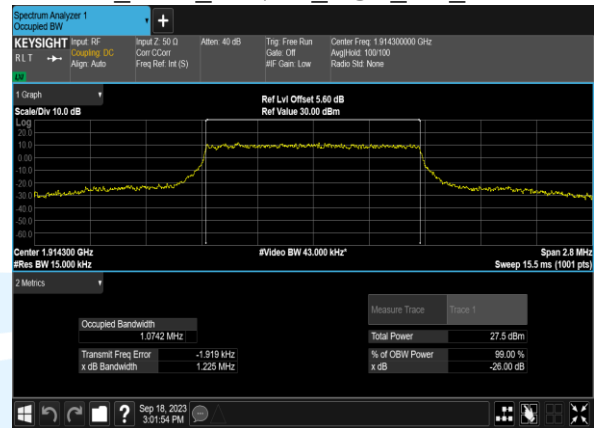 Spectrum Analyzer 1
Occupied BW
KEYSIGHT Input: RF Input Z: 50 Ω Atten: 40 dB Trig: Free Run Center Freq: 1.914300000 GHz
RLT Coupling: DC Corr CCorr Gate: Off Avg|Hold: 100/100
Align: Auto Freq Ref: Int (S) #IF Gain: Low Radio Std: None
LV
1 Graph
Ref Lvl Offset 5.60 dB
Scale/Div 10.0 dB Ref Value 30.00 dBm
Log
20.0
10.0
0.00
-10.0
-20.0
-30.0
-40.0
-50.0
-60.0
Center 1.914300 GHz #Video BW 43.000 kHz* Span 2.8 MHz
#Res BW 15.000 kHz Sweep 15.5 ms (1001 pts)
2 Metrics
Measure Trace Trace 1
Occupied Bandwidth
1.0742 MHz Total Power 27.5 dBm
Transmit Freq Error -1.919 kHz % of OBW Power 99.00 %
x dB Bandwidth 1.225 MHz x dB -26.00 dB
Sep 18, 2023
3:01:54 PM